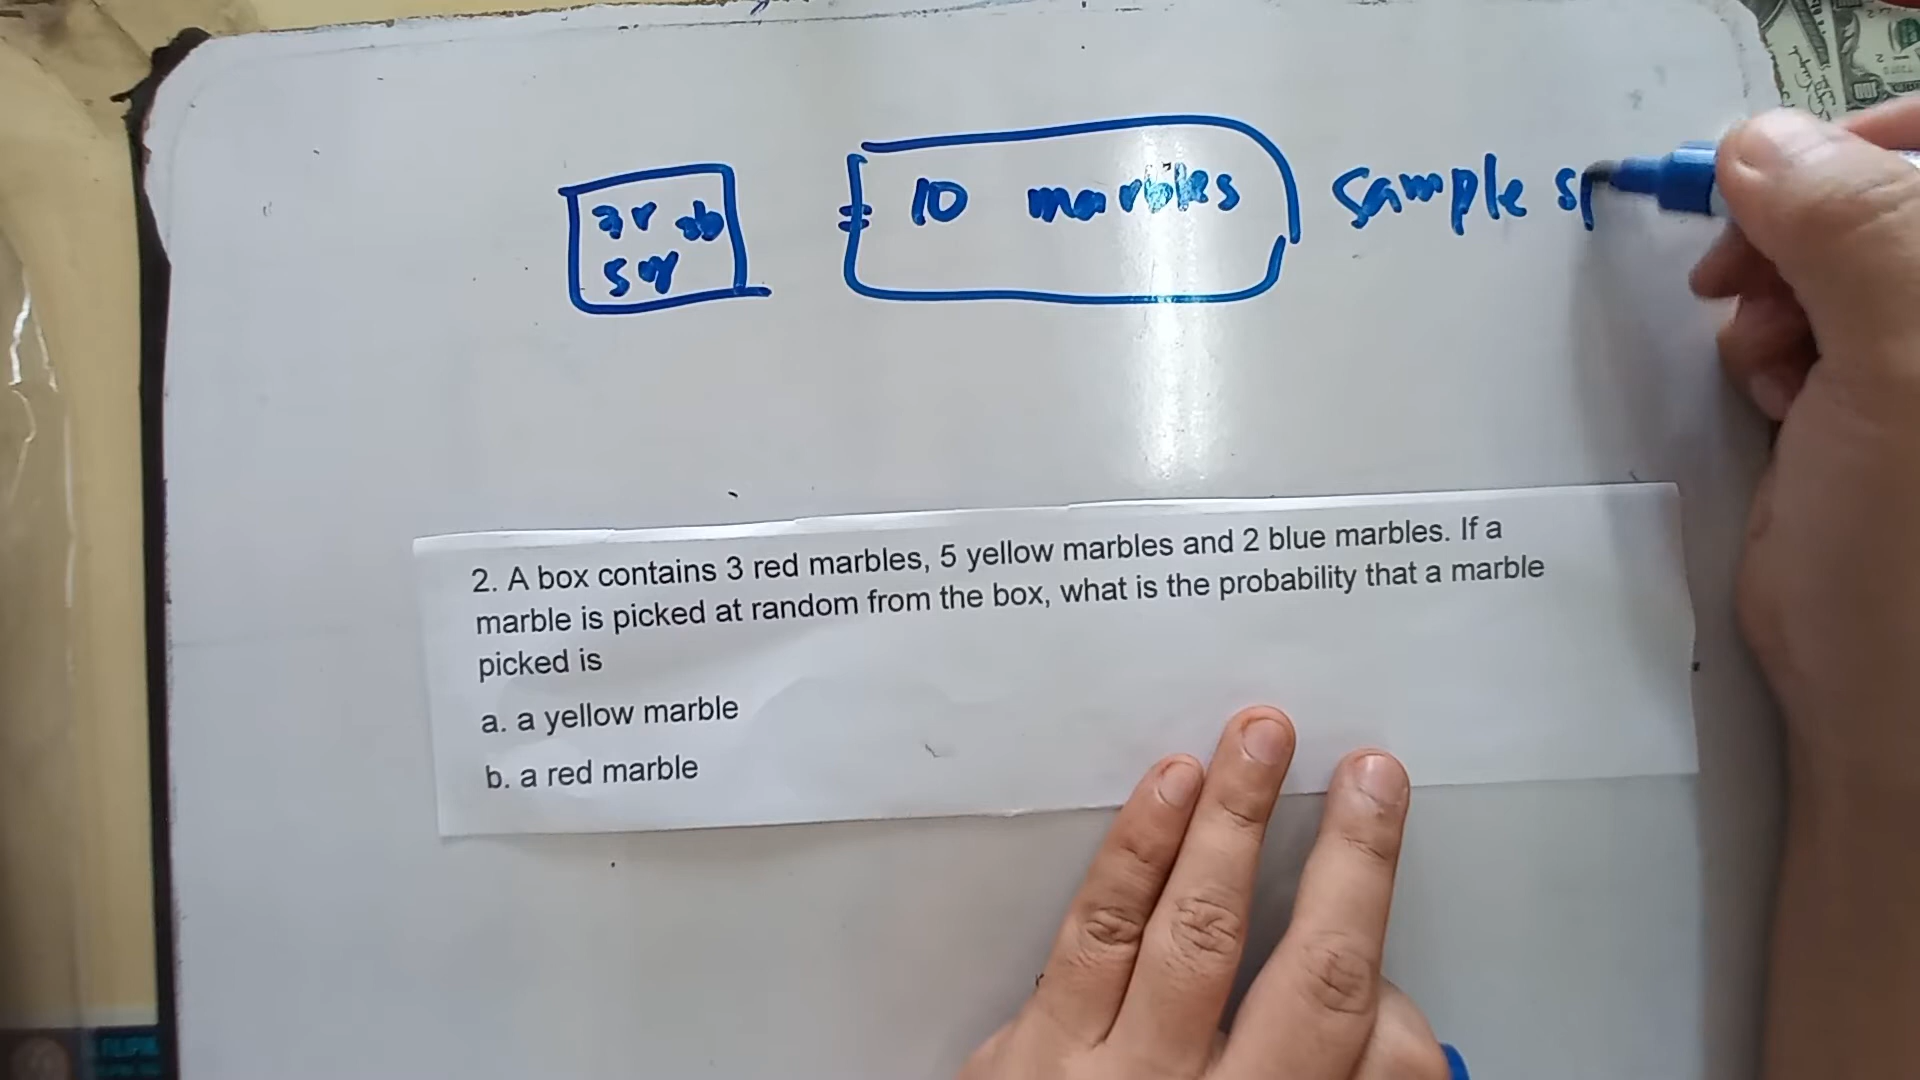 3r 2b
5y
= 10 marbles sample sp
2. A box contains 3 red marbles, 5 yellow marbles and 2 blue marbles. If a
marble is picked at random from the box, what is the probability that a marble
picked is
a. a yellow marble
b. a red marble